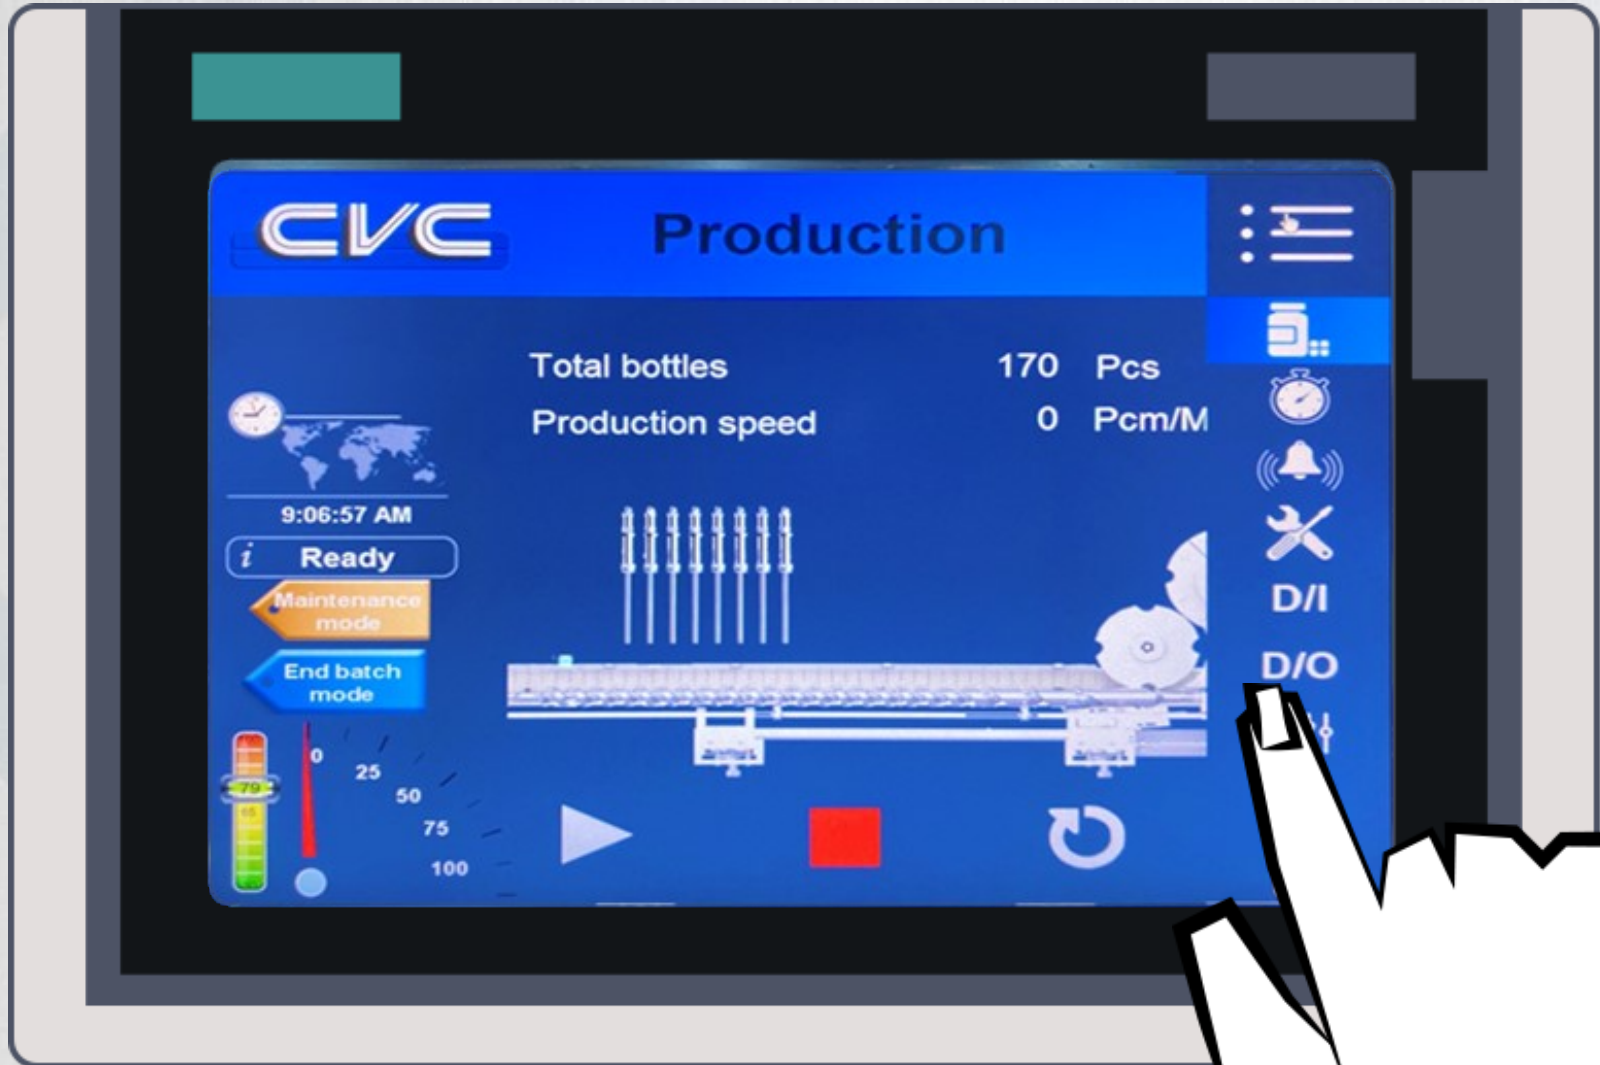 CVC
Production
Total bottles 170 Pcs
Production speed 0 Pcm/M
9:06:57 AM
i Ready
Maintenance
mode
End batch
mode
79
65
0
25
50
75
100
D/I
D/O